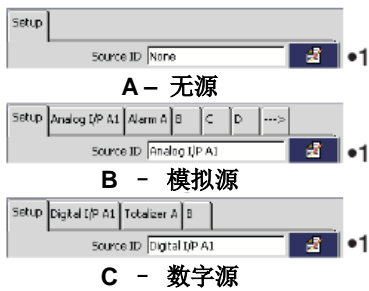 Setup
Source ID None •1
A – 无源
Setup Analog I/P A1 Alarm A B C D --->
Source ID Analog I/P A1 •1
B – 模拟源
Setup Digital I/P A1 Totalizer A B
Source ID Digital I/P A1 •1
C – 数字源